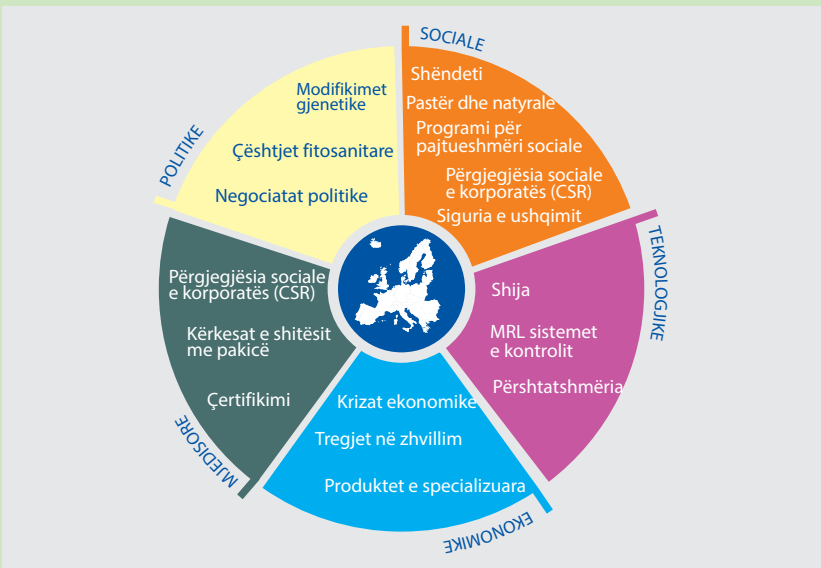 SOCIALE
Shëndeti
Pastër dhe natyrale
Programi për
pajtueshmëri sociale
Përgjegjësia sociale
e korporatës (CSR)
Siguria e ushqimit
TEKNOLOGJIKE
Shija
MRL sistemet
e kontrolit
Përshtatshmëria
EKONOMIKE
Krizat ekonomike
Tregjet në zhvillim
Produktet e specializuara
MJEDISORE
Përgjegjësia sociale
e korporatës (CSR)
Kërkesat e shitësit
me pakicë
Çertifikimi
POLITIKE
Modifikimet
gjenetike
Çështjet fitosanitare
Negociatat politike